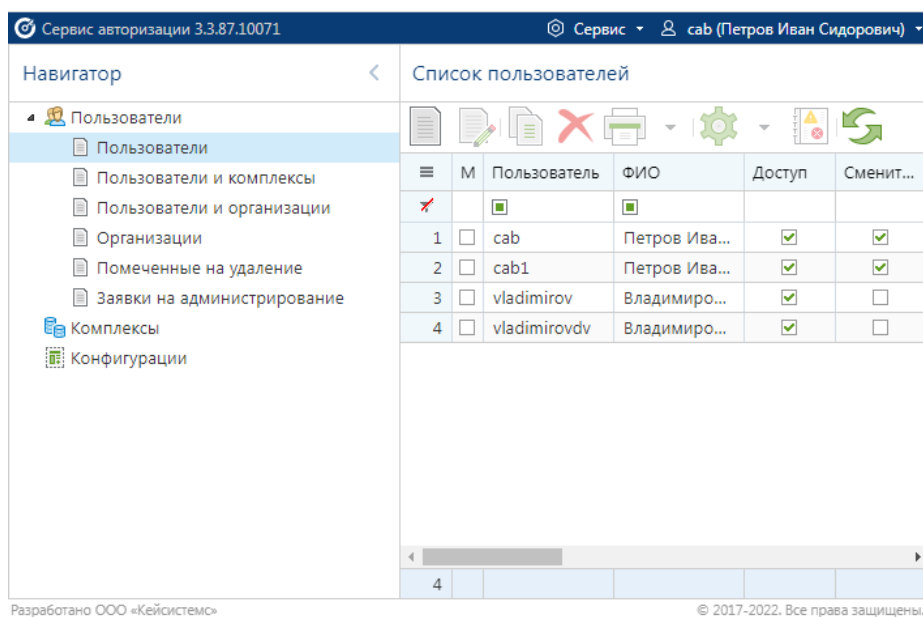 Сервис авторизации 3.3.87.10071 Сервис cab (Петров Иван Сидорович)
Навигатор
Пользователи
Пользователи
Пользователи и комплексы
Пользователи и организации
Организации
Помеченные на удаление
Заявки на администрирование
Комплексы
Конфигурации
Список пользователей
М Пользователь ФИО Доступ Сменит...
1 cab Петров Ива...
2 cab1 Петров Ива...
3 vladimirov Владимиро...
4 vladimirovdv Владимиро...
4
Разработано ООО «Кейсистемс» © 2017-2022. Все права защищены.